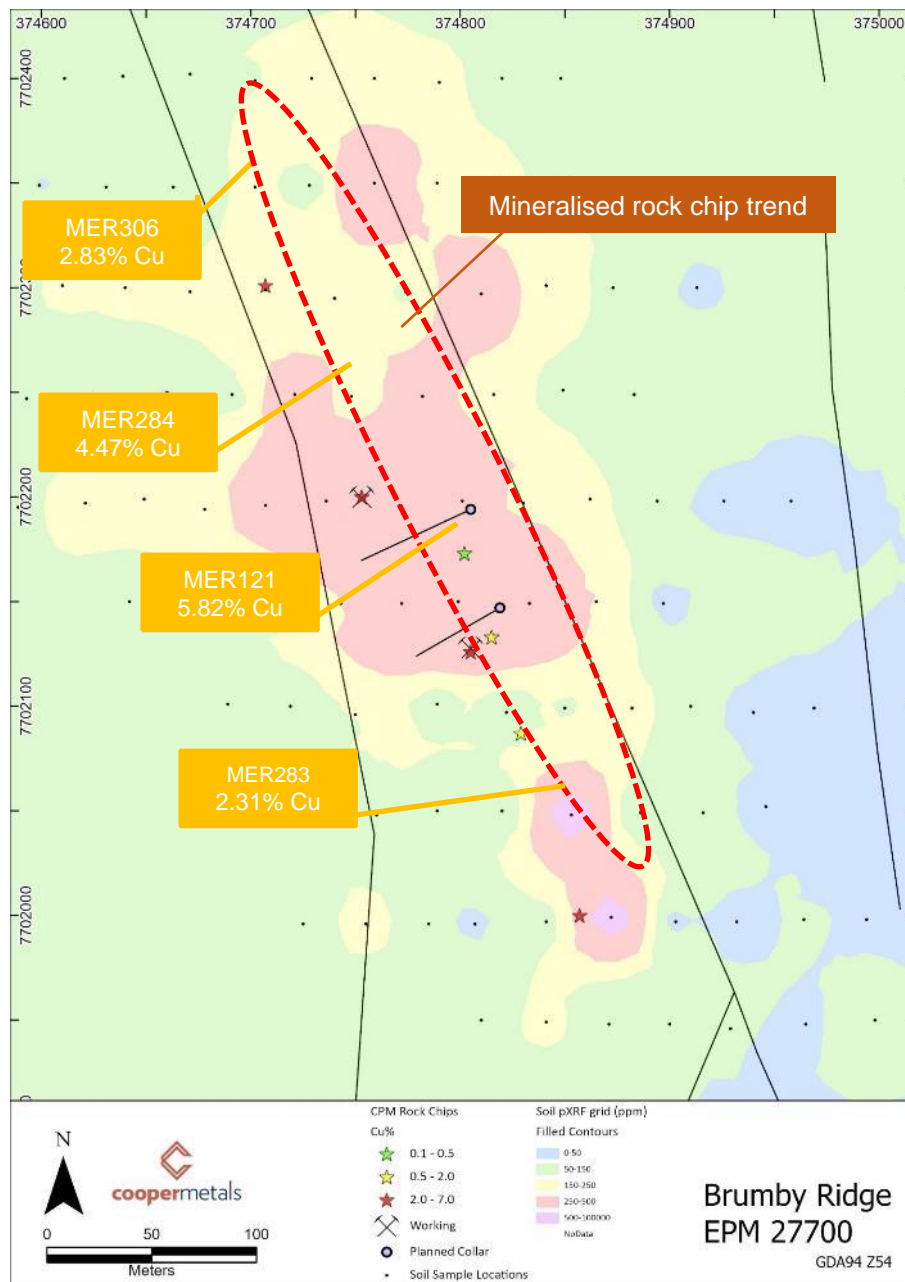 374600
374700
374800
374900
375000
7702400
7702300
7702200
7702100
7702000
Mineralised rock chip trend
MER306
2.83% Cu
MER284
4.47% Cu
MER121
5.82% Cu
MER283
2.31% Cu
N
coopermetals
0
50
100
Meters
CPM Rock Chips
Cu%
0.1 - 0.5
0.5 - 2.0
2.0 - 7.0
Working
Planned Collar
Soil Sample Locations
Soil pXRF grid (ppm)
Filled Contours
0-50
50-150
150-250
250-500
500-100000
NoData
Brumby Ridge
EPM 27700
GDA94 Z54